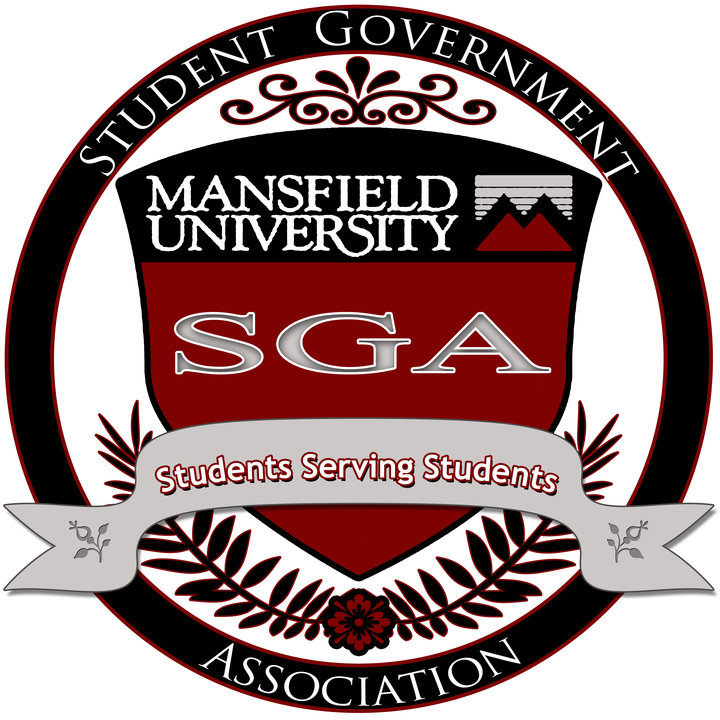 STUDENT GOVERNMENT
MANSFIELD
UNIVERSITY
SGA
Students Serving Students
ASSOCIATION